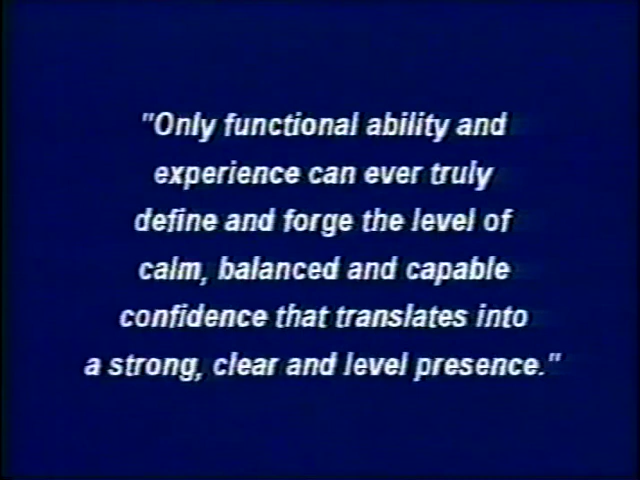 "Only functional ability and
experience can ever truly
define and forge the level of
calm, balanced and capable
confidence that translates into
a strong, clear and level presence."